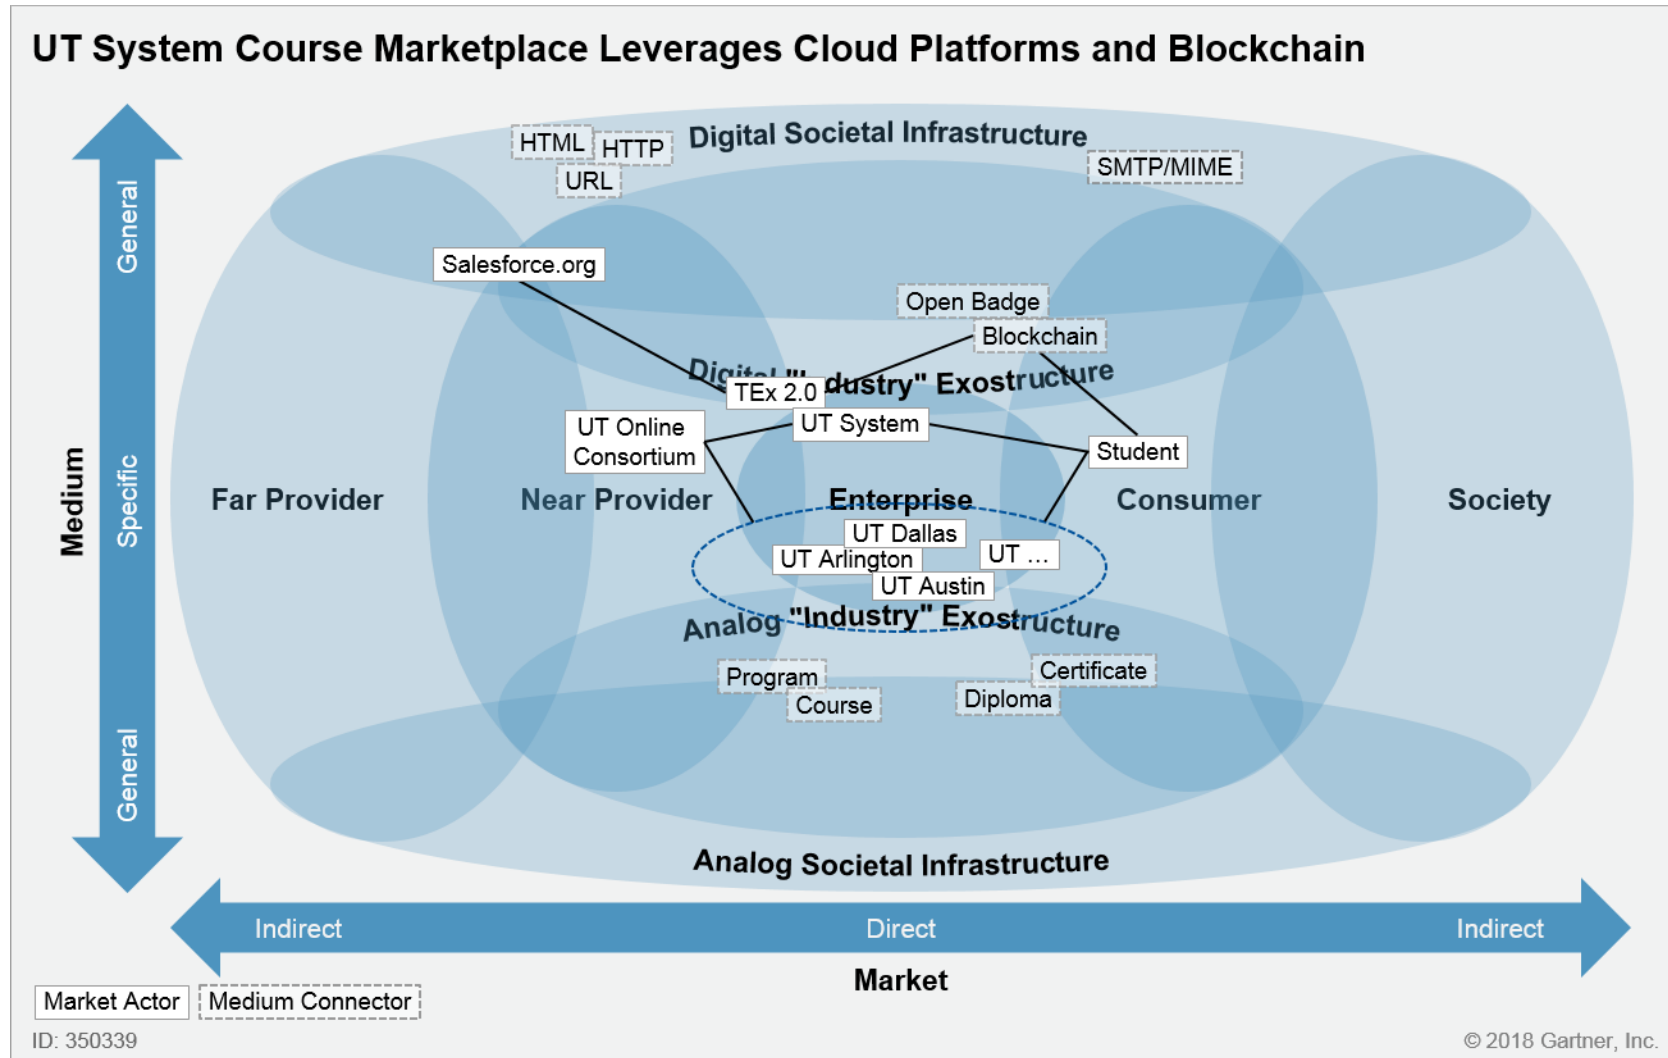 UT System Course Marketplace Leverages Cloud Platforms and Blockchain
Digital Societal Infrastructure
HTML
HTTP
URL
SMTP/MIME
General
Salesforce.org
Open Badge
Blockchain
Digital "Industry" Exostructure
TEx 2.0
UT Online
Consortium
UT System
Student
Medium
Specific
Far Provider
Near Provider
Enterprise
Consumer
Society
UT Dallas
UT Arlington
UT ...
UT Austin
Analog "Industry" Exostructure
Program
Course
Certificate
Diploma
General
Analog Societal Infrastructure
Indirect
Direct
Indirect
Market
Market Actor
Medium Connector
ID: 350339
© 2018 Gartner, Inc.